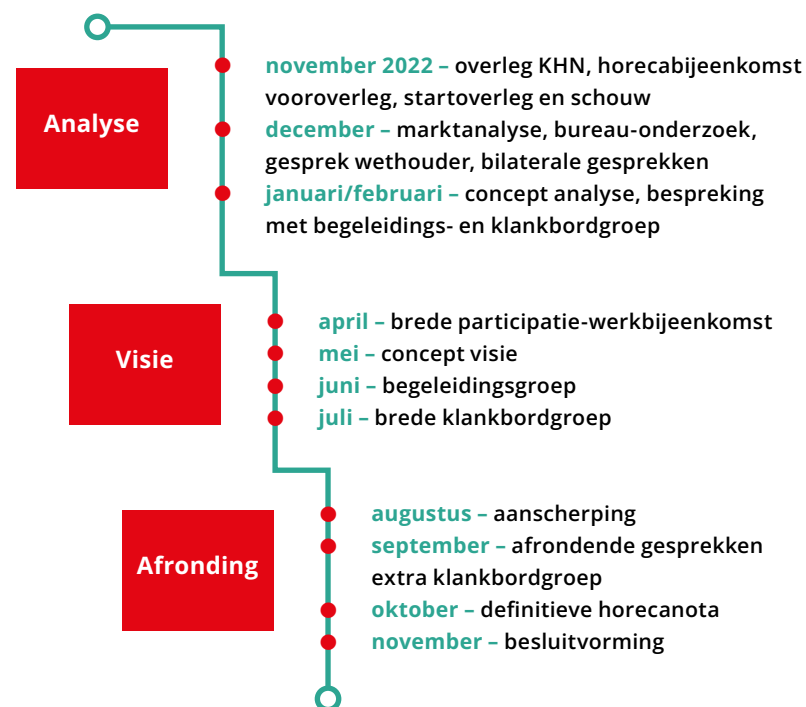 Analyse
november 2022 – overleg KHN, horecabijeenkomst
vooroverleg, startoverleg en schouw
december – marktanalyse, bureau-onderzoek,
gesprek wethouder, bilaterale gesprekken
januari/februari – concept analyse, bespreking
met begeleidings- en klankbordgroep
Visie
april – brede participatie-werkbijeenkomst
mei – concept visie
juni – begeleidingsgroep
juli – brede klankbordgroep
Afronding
augustus – aanscherping
september – afrondende gesprekken
extra klankbordgroep
oktober – definitieve horecanota
november – besluitvorming